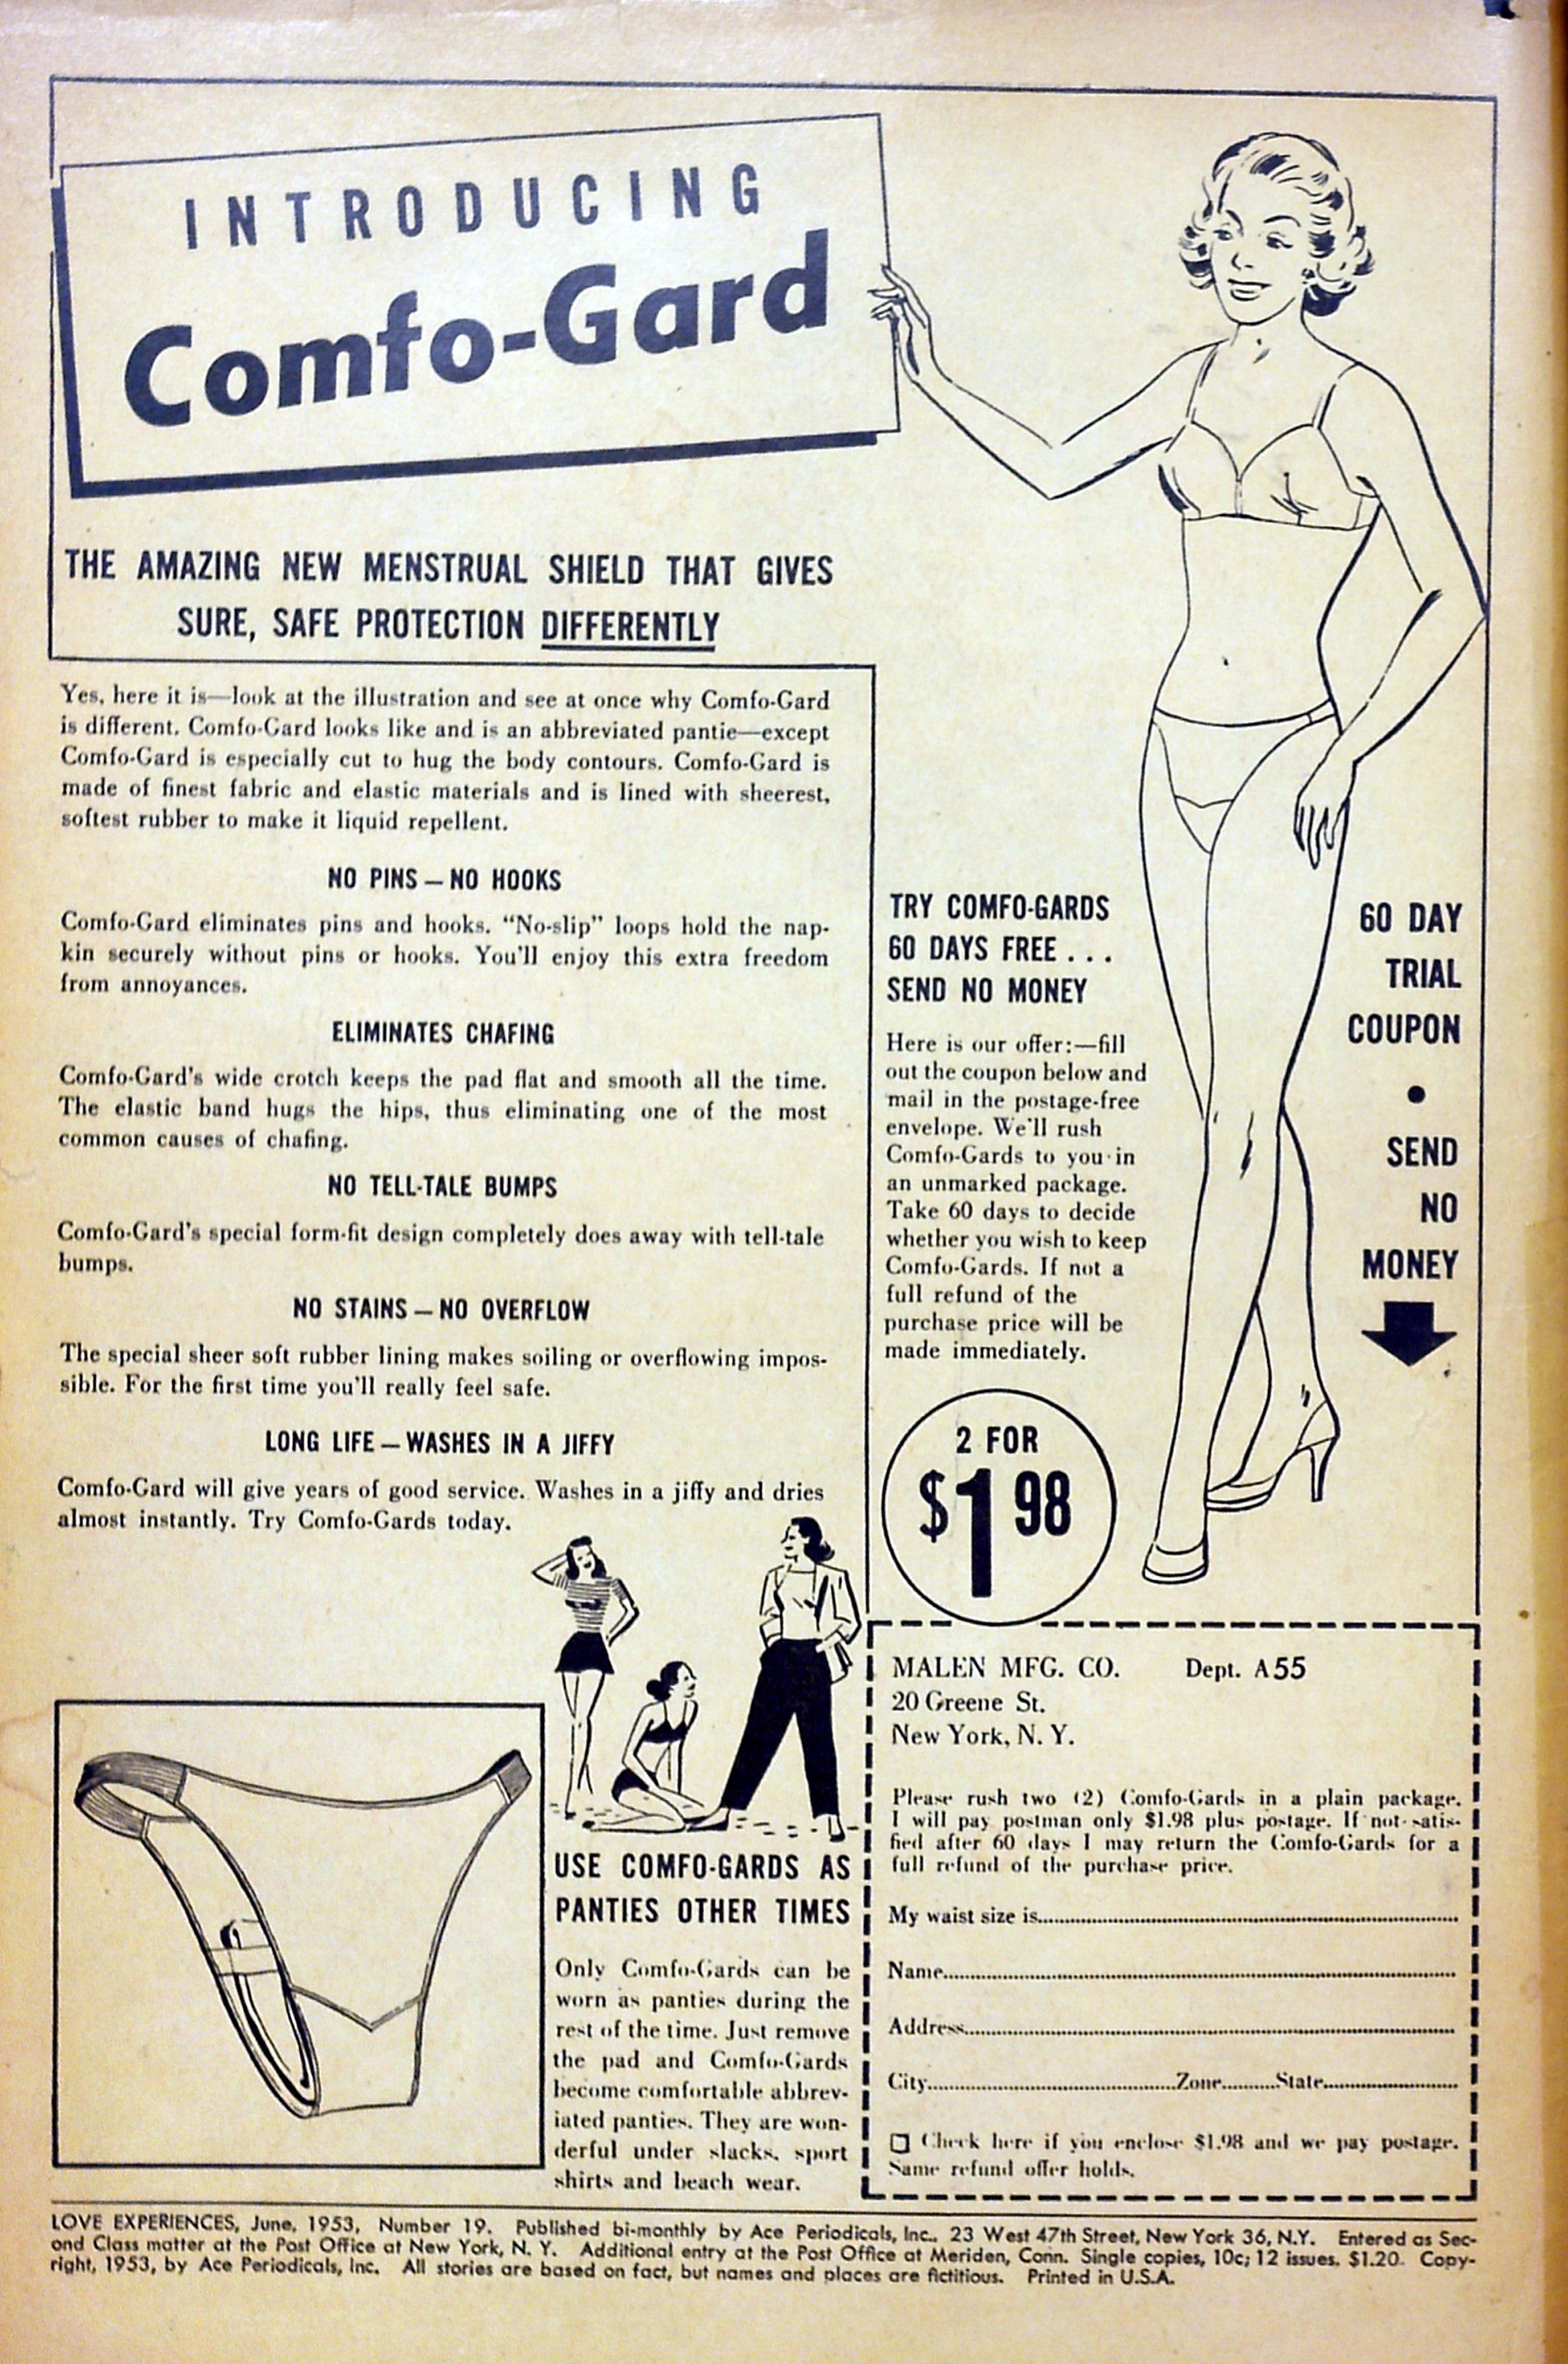 INTRODUCING
Comfo-Gard
THE AMAZING NEW MENSTRUAL SHIELD THAT GIVES
SURE, SAFE PROTECTION DIFFERENTLY
Yes, here it is—look at the illustration and see at once why Comfo-Gard
is different. Comfo-Gard looks like and is an abbreviated pantie—except
Comfo-Gard is especially cut to hug the body contours. Comfo-Gard is
made of finest fabric and elastic materials and is lined with sheerest,
softest rubber to make it liquid repellent.
NO PINS — NO HOOKS
Comfo-Gard eliminates pins and hooks. "No-slip" loops hold the nap-
kin securely without pins or hooks. You'll enjoy this extra freedom
from annoyances.
ELIMINATES CHAFING
Comfo-Gard's wide crotch keeps the pad flat and smooth all the time.
The elastic band hugs the hips, thus eliminating one of the most
common causes of chafing.
NO TELL-TALE BUMPS
Comfo-Gard's special form-fit design completely does away with tell-tale
bumps.
NO STAINS — NO OVERFLOW
The special sheer soft rubber lining makes soiling or overflowing impos-
sible. For the first time you'll really feel safe.
LONG LIFE — WASHES IN A JIFFY
Comfo-Gard will give years of good service. Washes in a jiffy and dries
almost instantly. Try Comfo-Gards today.
USE COMFO-GARDS AS
PANTIES OTHER TIMES
Only Comfo-Gards can be
worn as panties during the
rest of the time. Just remove
the pad and Comfo-Gards
become comfortable abbrev-
iated panties. They are won-
derful under slacks, sport
shirts and beach wear.
TRY COMFO-GARDS
60 DAYS FREE . . .
SEND NO MONEY
Here is our offer:—fill
out the coupon below and
mail in the postage-free
envelope. We'll rush
Comfo-Gards to you in
an unmarked package.
Take 60 days to decide
whether you wish to keep
Comfo-Gards. If not a
full refund of the
purchase price will be
made immediately.
2 FOR
$1 98
60 DAY
TRIAL
COUPON
•
SEND
NO
MONEY
MALEN MFG. CO. Dept. A55
20 Greene St.
New York, N. Y.
Please rush two (2) Comfo-Gards in a plain package.
I will pay postman only $1.98 plus postage. If not satis-
fied after 60 days I may return the Comfo-Gards for a
full refund of the purchase price.
My waist size is
Name
Address
City Zone State
Check here if you enclose $1.98 and we pay postage.
Same refund offer holds.
LOVE EXPERIENCES, June, 1953, Number 19. Published bi-monthly by Ace Periodicals, Inc., 23 West 47th Street, New York 36, N.Y. Entered as Sec-
ond Class matter at the Post Office at New York, N. Y. Additional entry at the Post Office at Meriden, Conn. Single copies, 10c; 12 issues, $1.20. Copy-
right, 1953, by Ace Periodicals, Inc. All stories are based on fact, but names and places are fictitious. Printed in U.S.A.